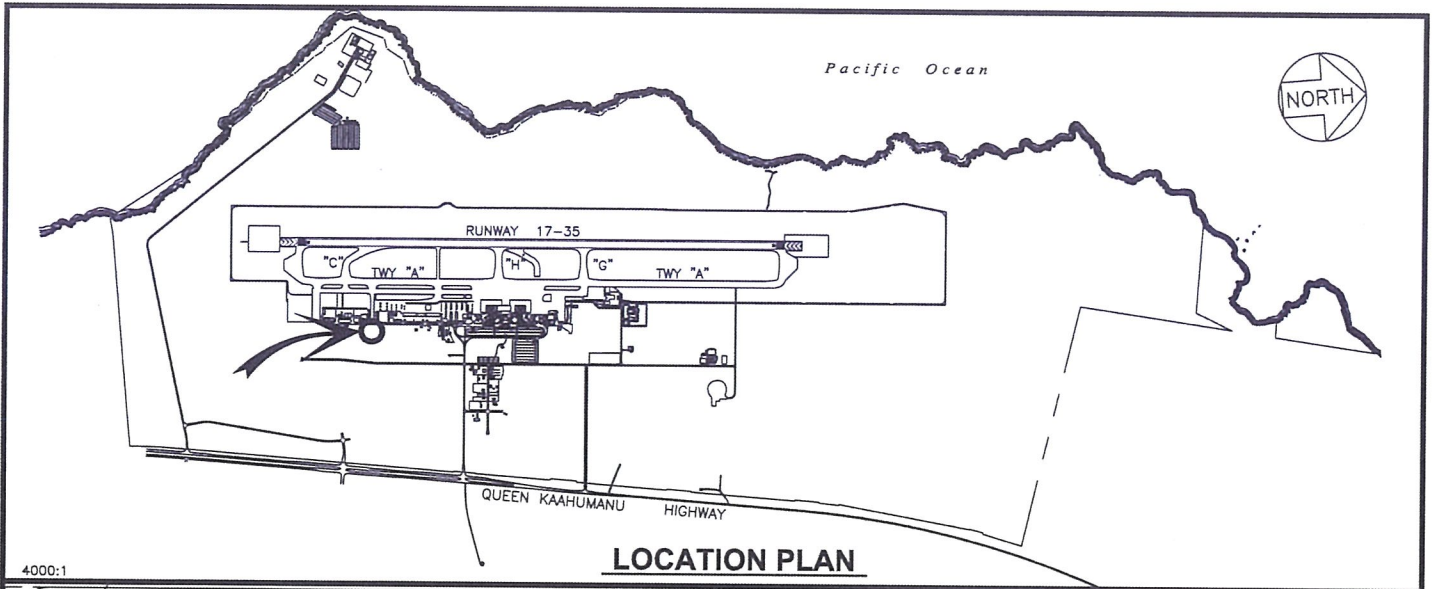 Pacific Ocean
NORTH
RUNWAY 17-35
"C"
TWY "A"
"H"
"G"
TWY "A"
QUEEN KAAHUMANU HIGHWAY
LOCATION PLAN
4000:1